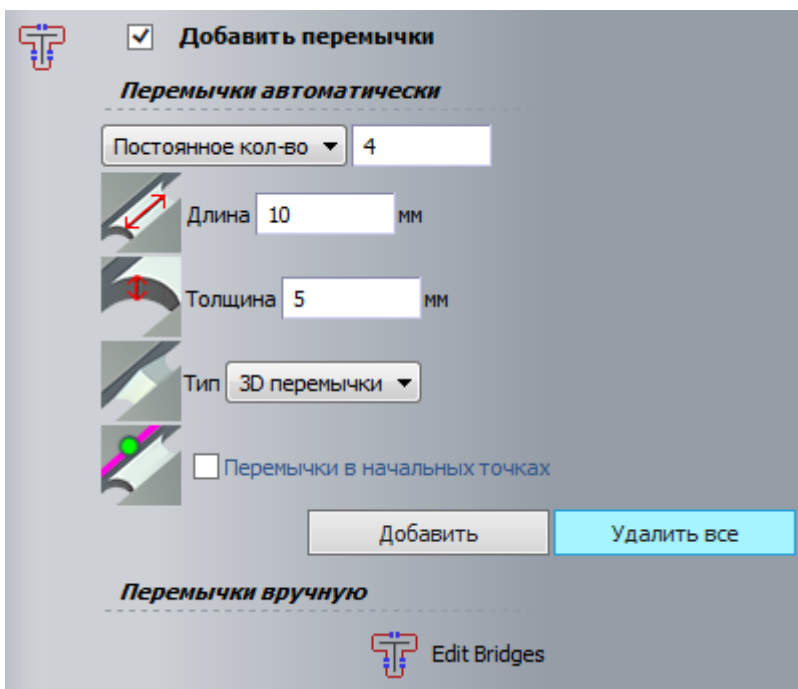 Добавить перемычки
Перемычки автоматически
Постоянное кол-во 4
Длина 10 мм
Толщина 5 мм
Тип 3D перемычки
Перемычки в начальных точках
Добавить Удалить все
Перемычки вручную
Edit Bridges